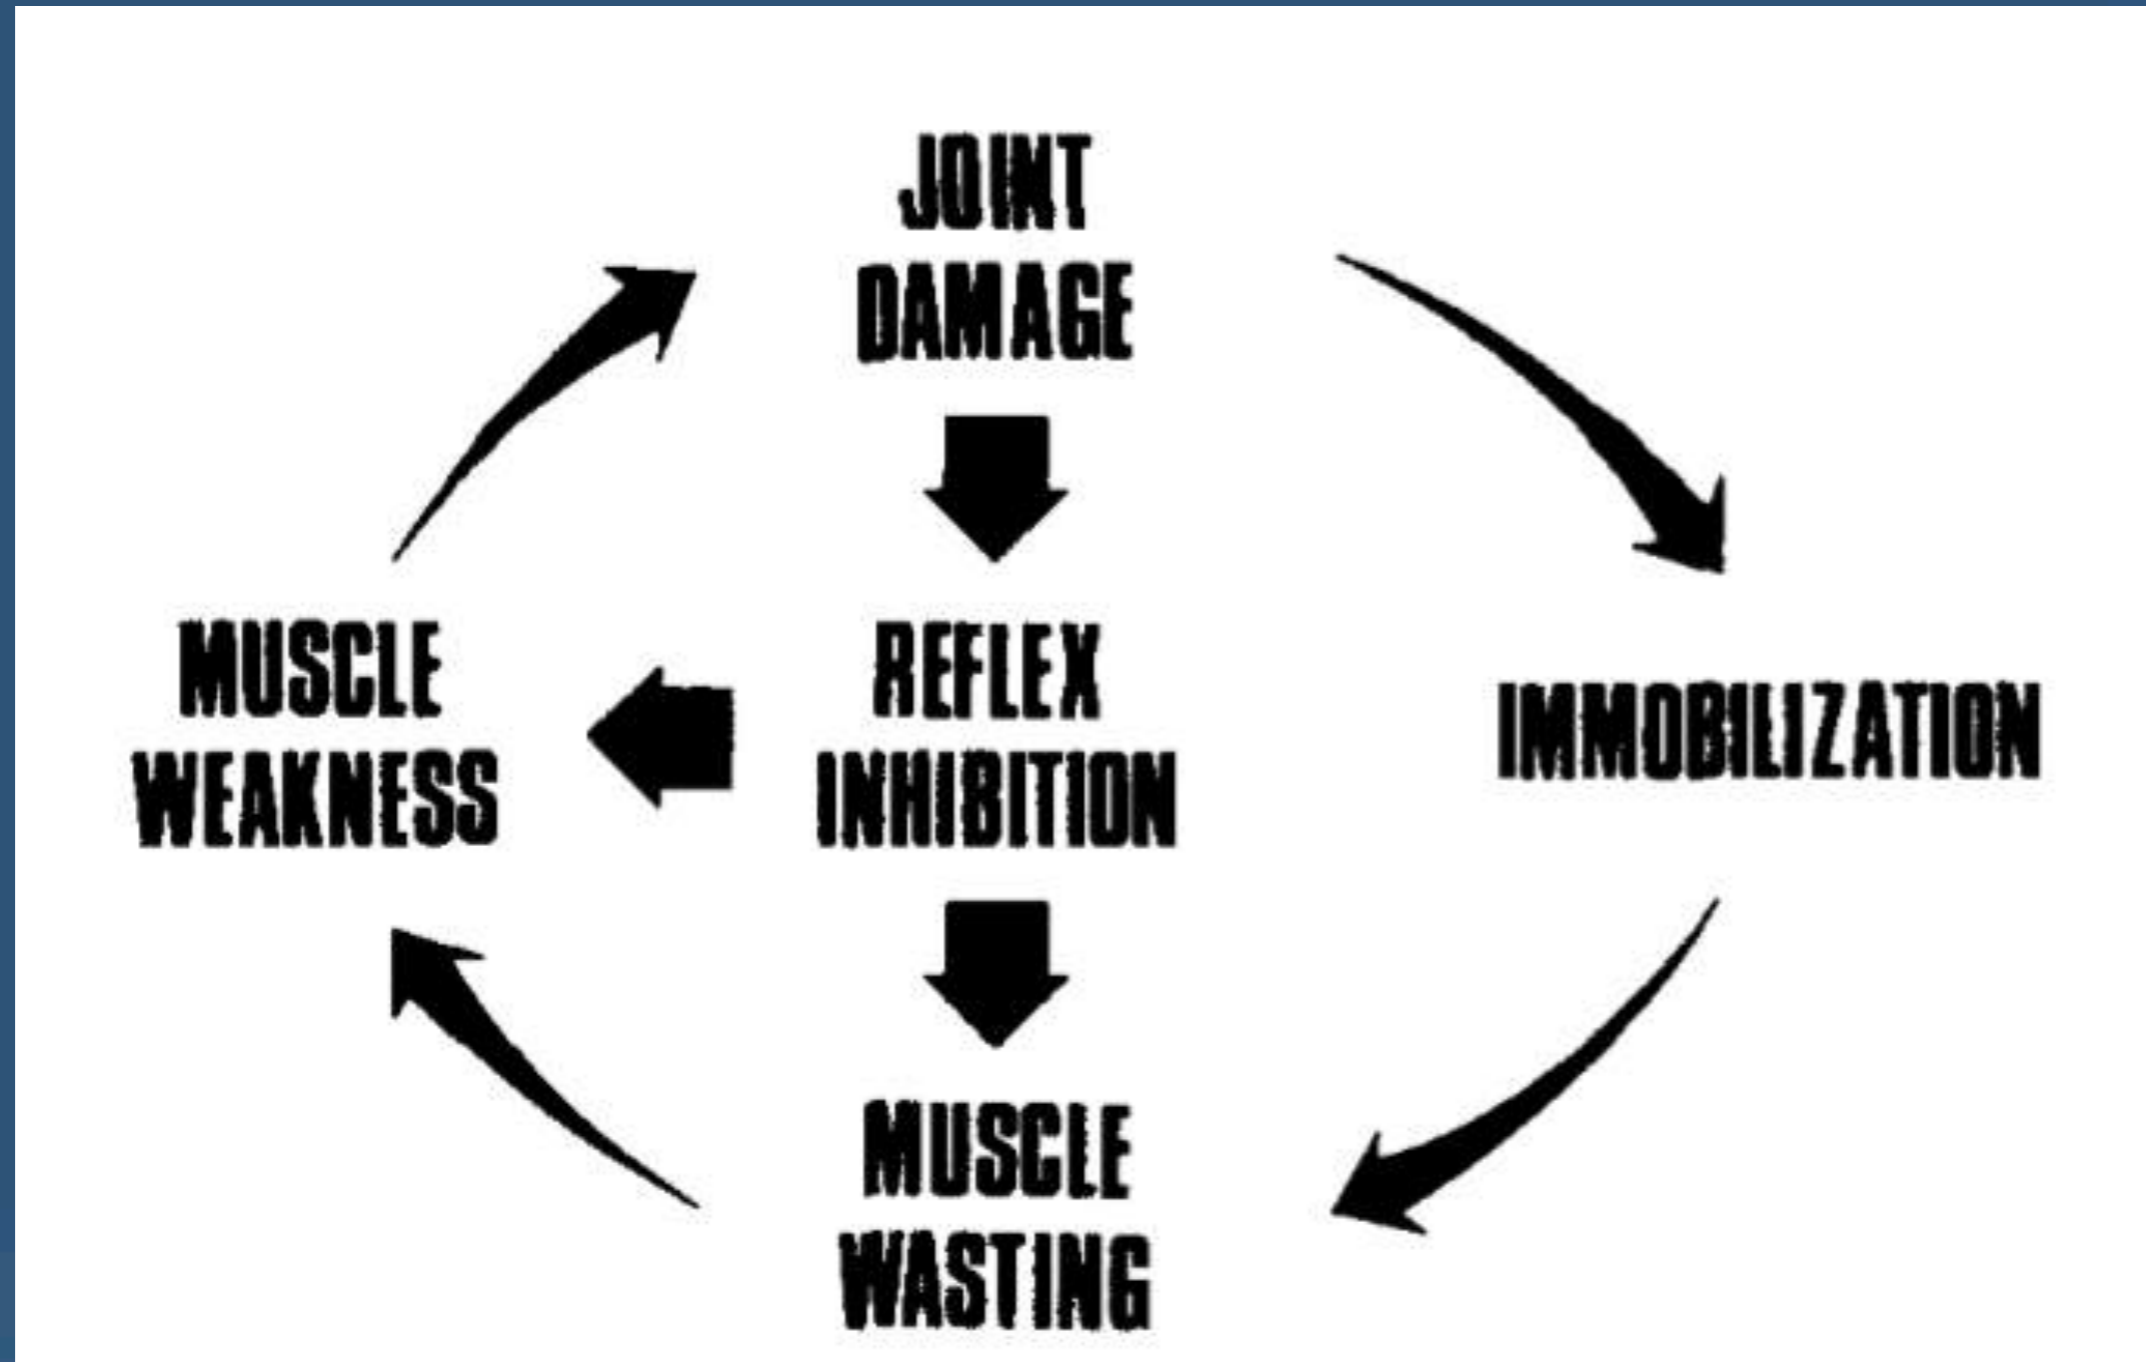 JOINT
DAMAGE
MUSCLE
WEAKNESS
REFLEX
INHIBITION
IMMOBILIZATION
MUSCLE
WASTING